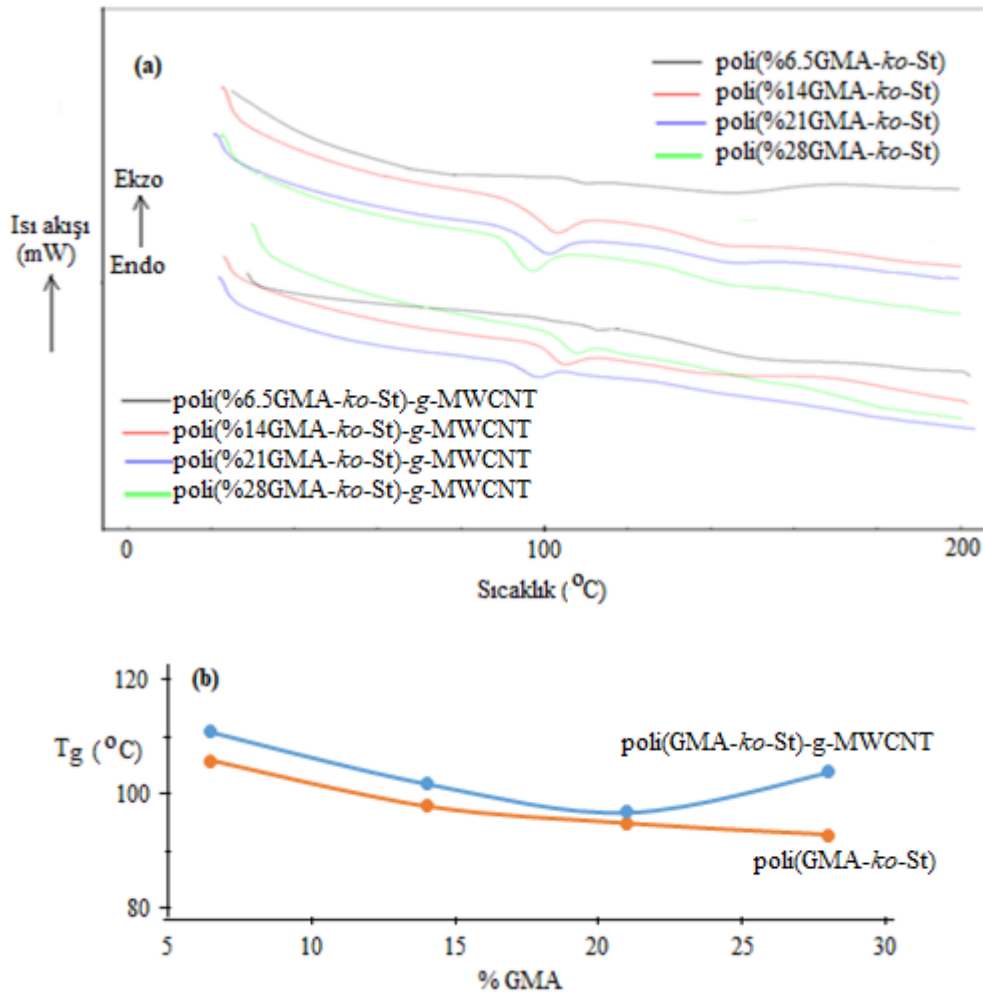 (a)
poli(%6.5GMA-ko-St)
poli(%14GMA-ko-St)
poli(%21GMA-ko-St)
poli(%28GMA-ko-St)
Ekzo
Isı akışı
(mW)
Endo
poli(%6.5GMA-ko-St)-g-MWCNT
poli(%14GMA-ko-St)-g-MWCNT
poli(%21GMA-ko-St)-g-MWCNT
poli(%28GMA-ko-St)-g-MWCNT
0 100 200
Sıcaklık (°C)
(b)
120
Tg (°C)
100
80
poli(GMA-ko-St)-g-MWCNT
poli(GMA-ko-St)
5 10 15 20 25 30
% GMA